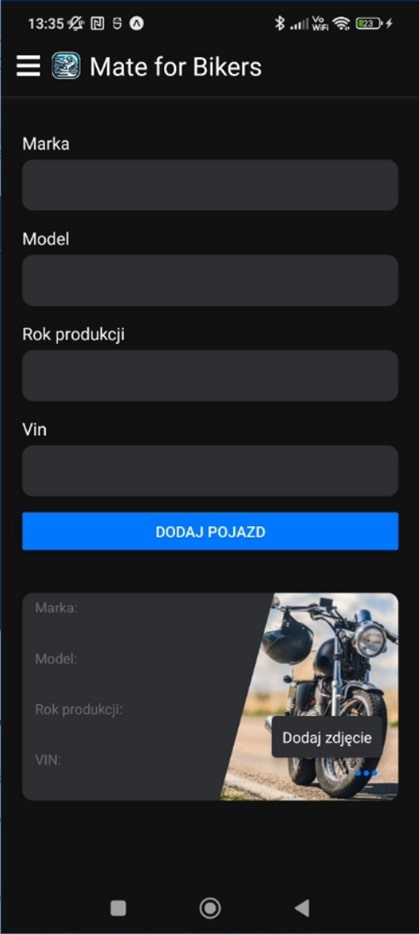 13:35
Vo
WiFi
23
Mate for Bikers
Marka
Model
Rok produkcji
Vin
DODAJ POJAZD
Marka:
Model:
Rok produkcji:
VIN:
Dodaj zdjęcie